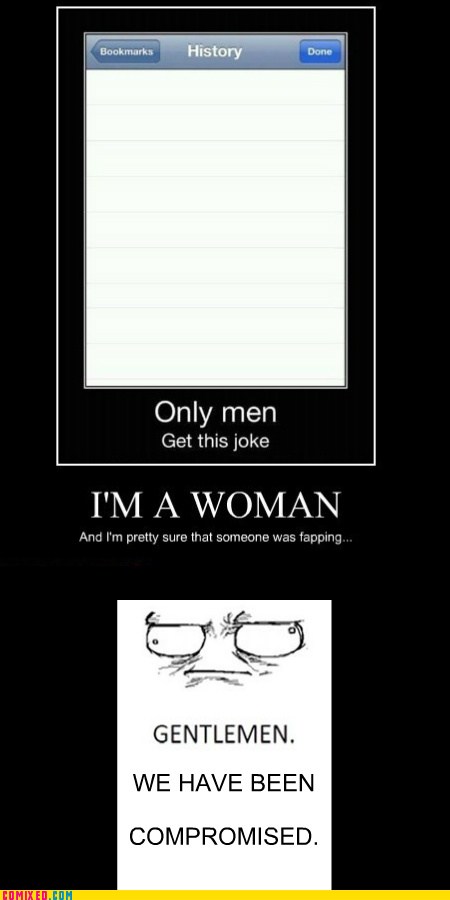 Bookmarks History Done
Only men
Get this joke
I'M A WOMAN
And I'm pretty sure that someone was fapping...
GENTLEMEN.
WE HAVE BEEN
COMPROMISED.
COMIXED.COM